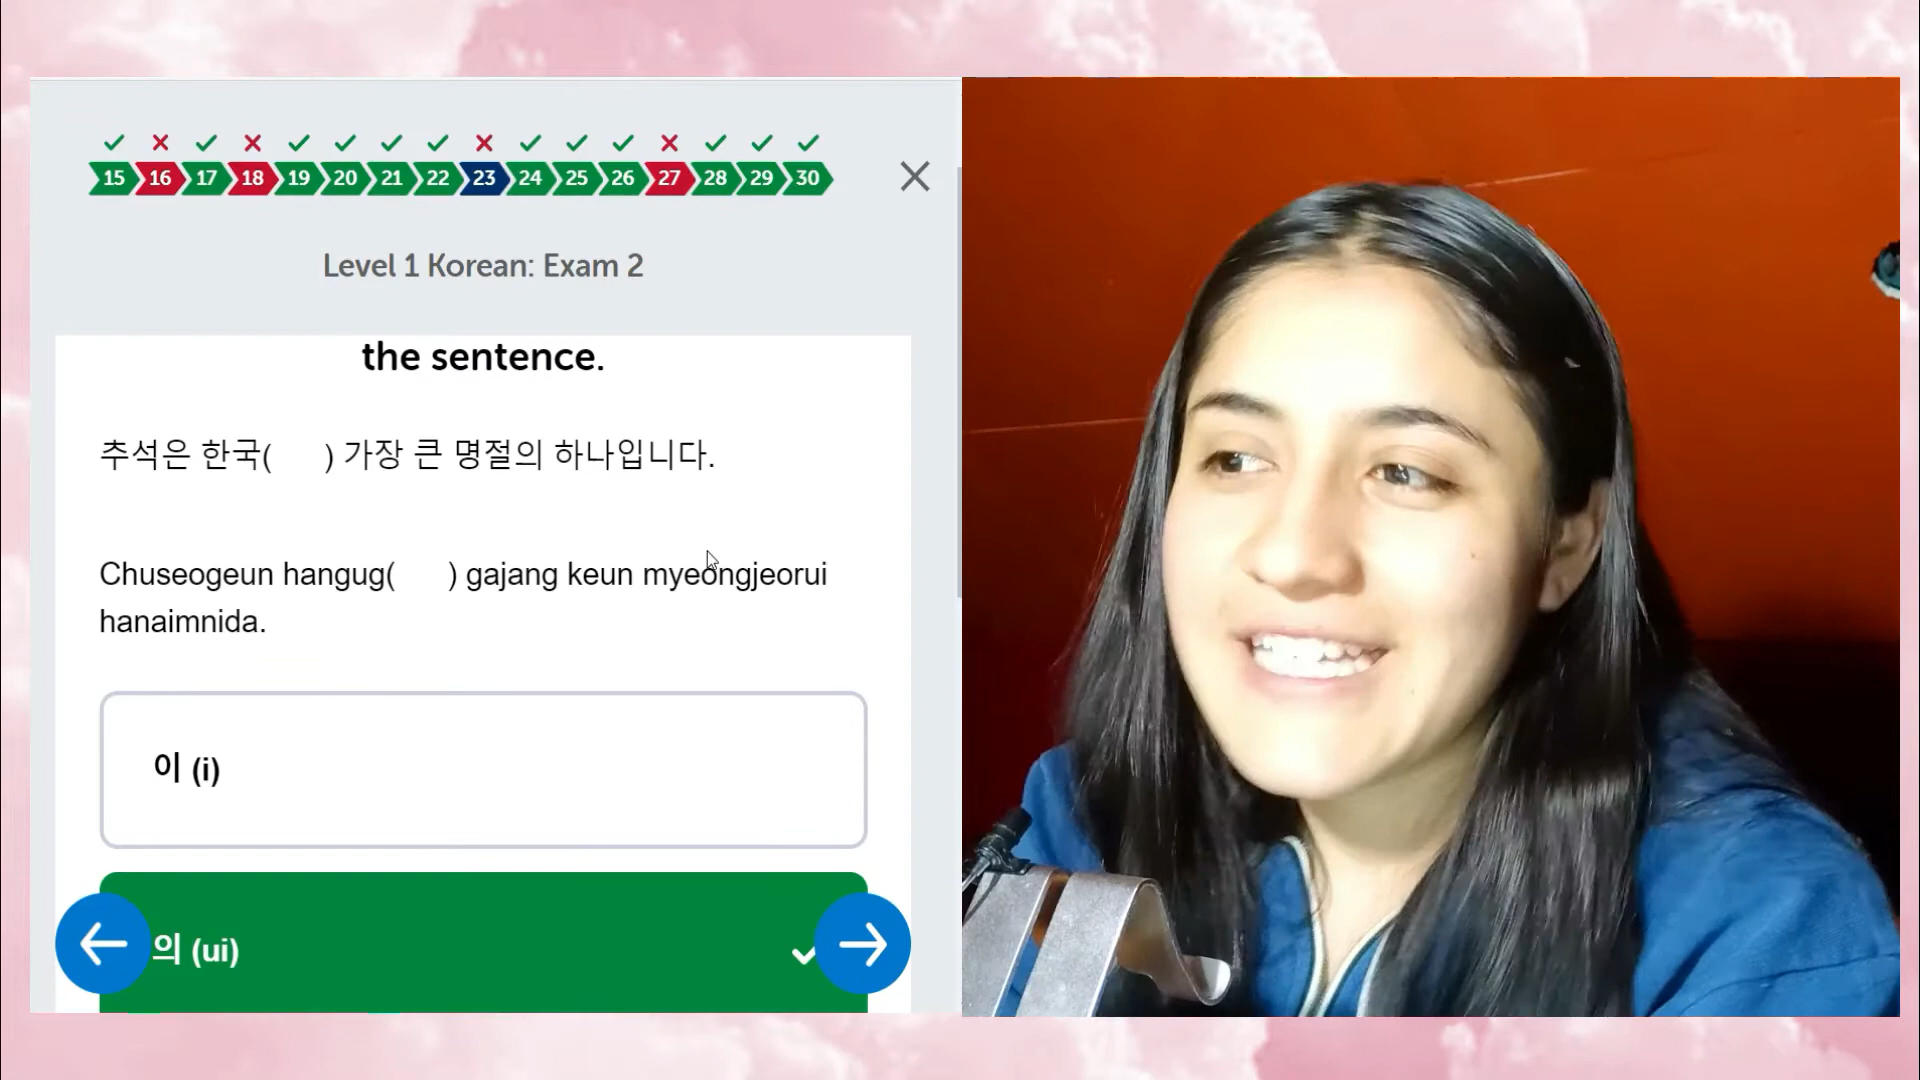 15 16 17 18 19 20 21 22 23 24 25 26 27 28 29 30
Level 1 Korean: Exam 2
the sentence.
추석은 한국( ) 가장 큰 명절의 하나입니다.
Chuseogeun hangug( ) gajang keun myeongjeorui
hanaimnida.
이 (i)
의 (ui)